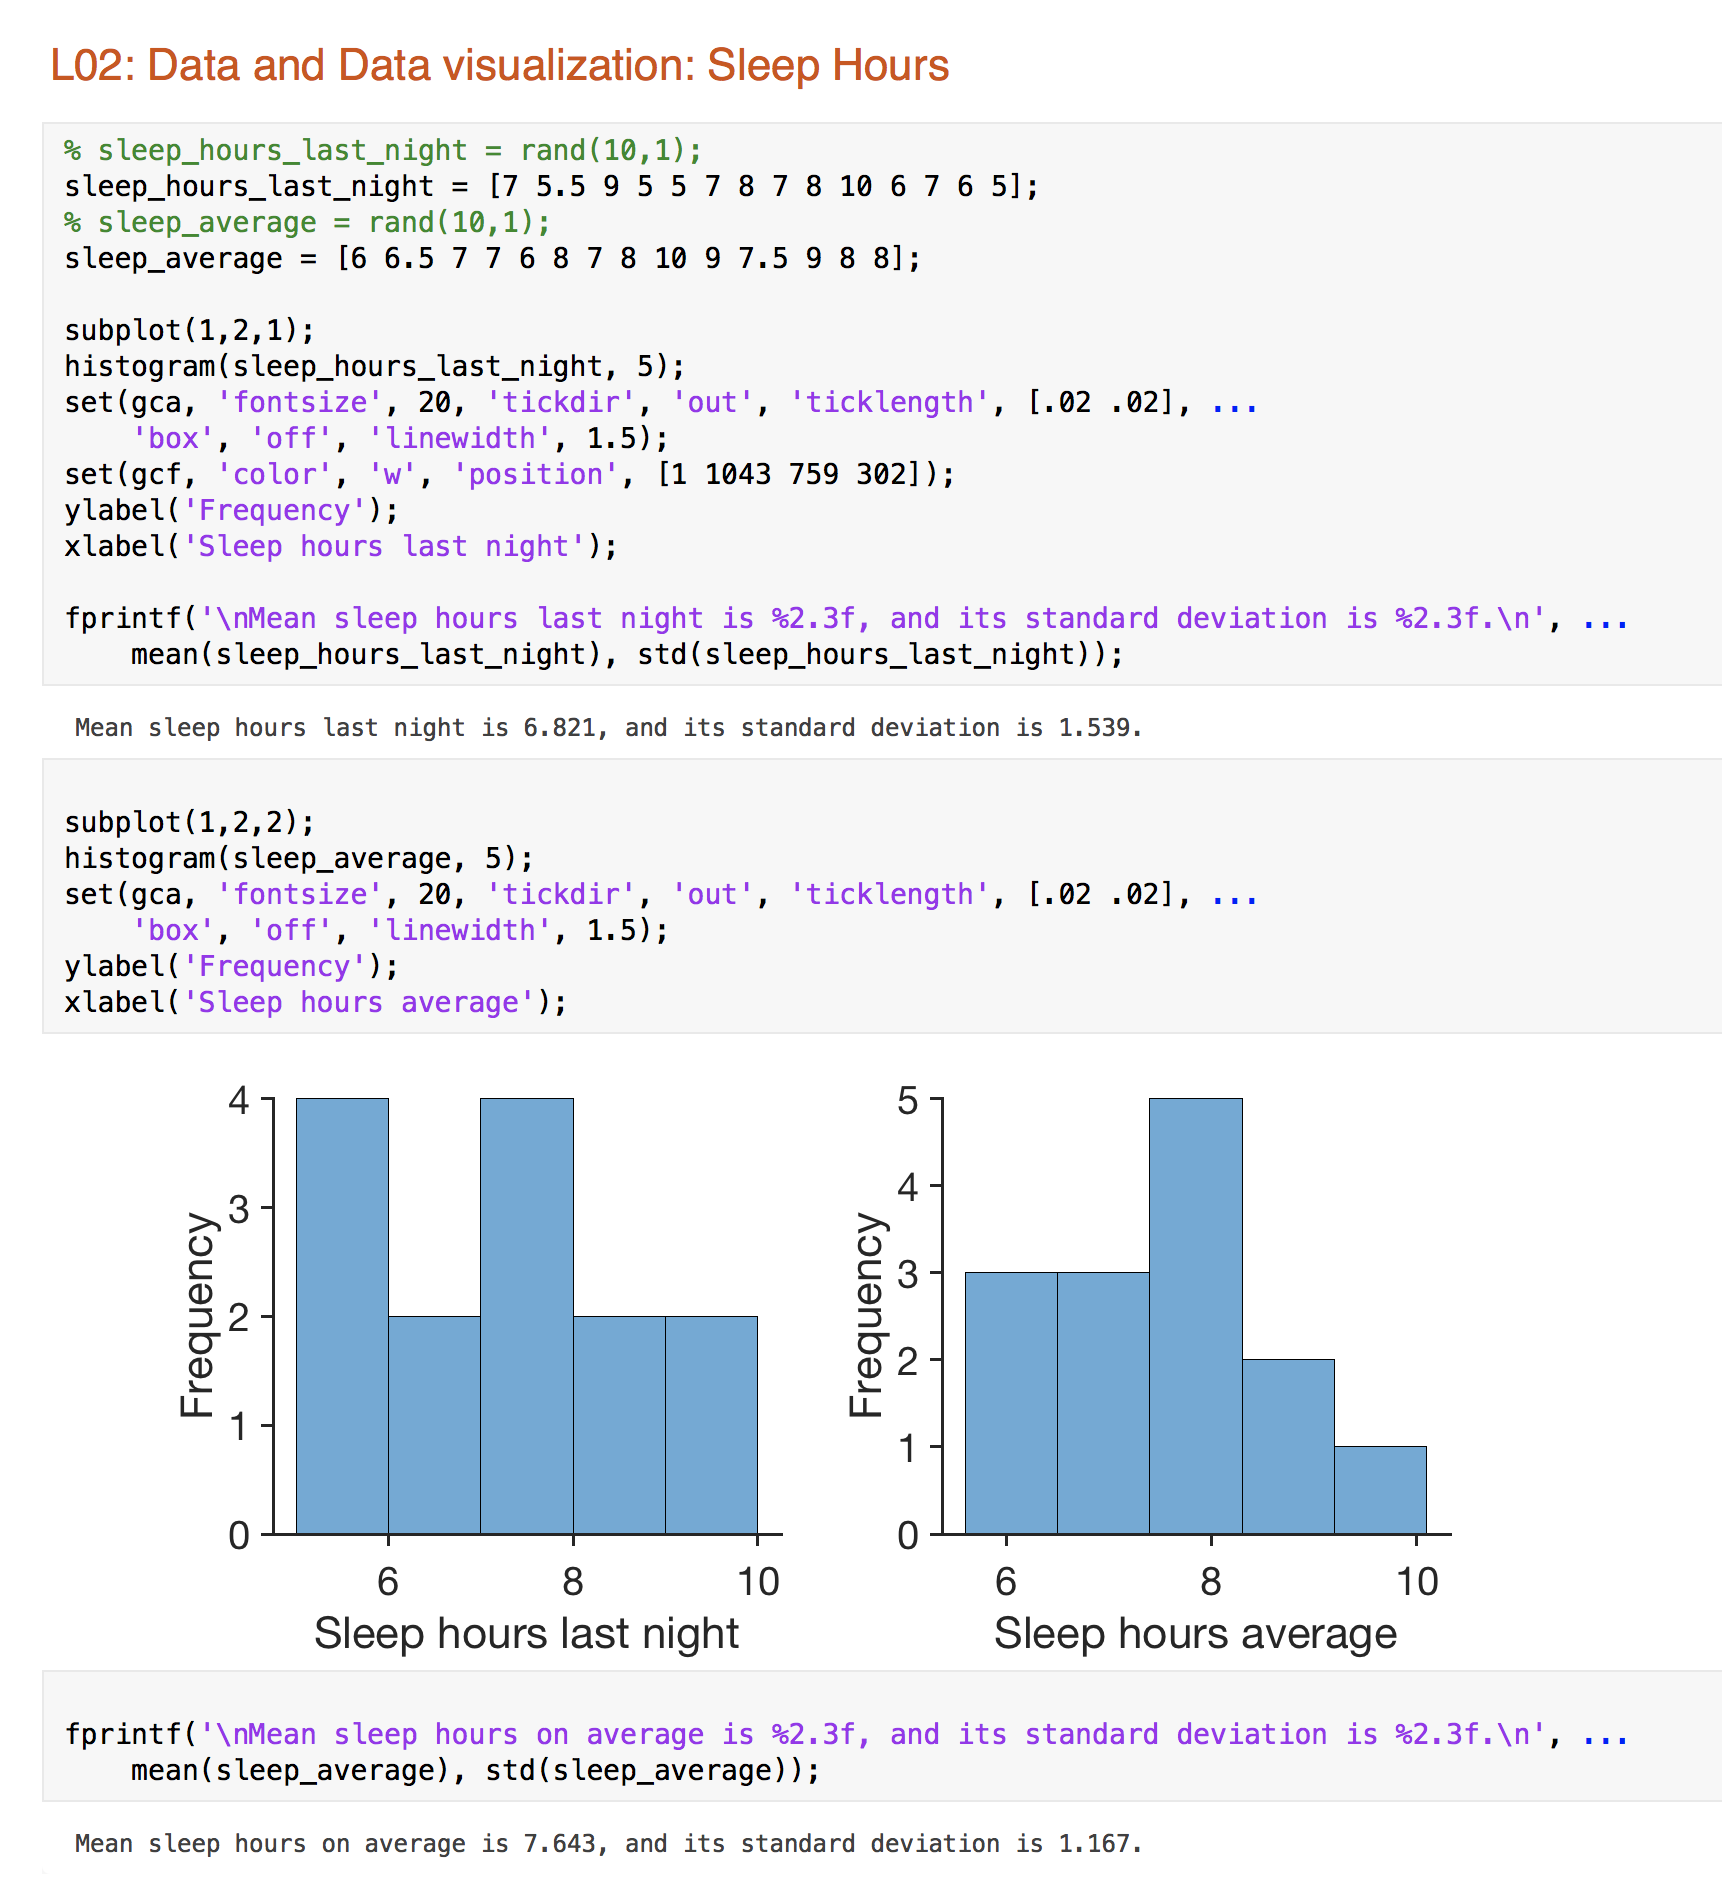 L02: Data and Data visualization: Sleep Hours
% sleep_hours_last_night = rand(10,1);
sleep_hours_last_night = [7 5.5 9 5 5 7 8 7 8 10 6 7 6 5];
% sleep_average = rand(10,1);
sleep_average = [6 6.5 7 7 6 8 7 8 10 9 7.5 9 8 8];
subplot(1,2,1);
histogram(sleep_hours_last_night, 5);
set(gca, 'fontsize', 20, 'tickdir', 'out', 'ticklength', [.02 .02], ...
'box', 'off', 'linewidth', 1.5);
set(gcf, 'color', 'w', 'position', [1 1043 759 302]);
ylabel('Frequency');
xlabel('Sleep hours last night');
fprintf('\nMean sleep hours last night is %2.3f, and its standard deviation is %2.3f.\n', ...
mean(sleep_hours_last_night), std(sleep_hours_last_night));
Mean sleep hours last night is 6.821, and its standard deviation is 1.539.
subplot(1,2,2);
histogram(sleep_average, 5);
set(gca, 'fontsize', 20, 'tickdir', 'out', 'ticklength', [.02 .02], ...
'box', 'off', 'linewidth', 1.5);
ylabel('Frequency');
xlabel('Sleep hours average');
4
3
2
1
0
Frequency
6 8 10
Sleep hours last night
5
4
3
2
1
0
Frequency
6 8 10
Sleep hours average
fprintf('\nMean sleep hours on average is %2.3f, and its standard deviation is %2.3f.\n', ...
mean(sleep_average), std(sleep_average));
Mean sleep hours on average is 7.643, and its standard deviation is 1.167.